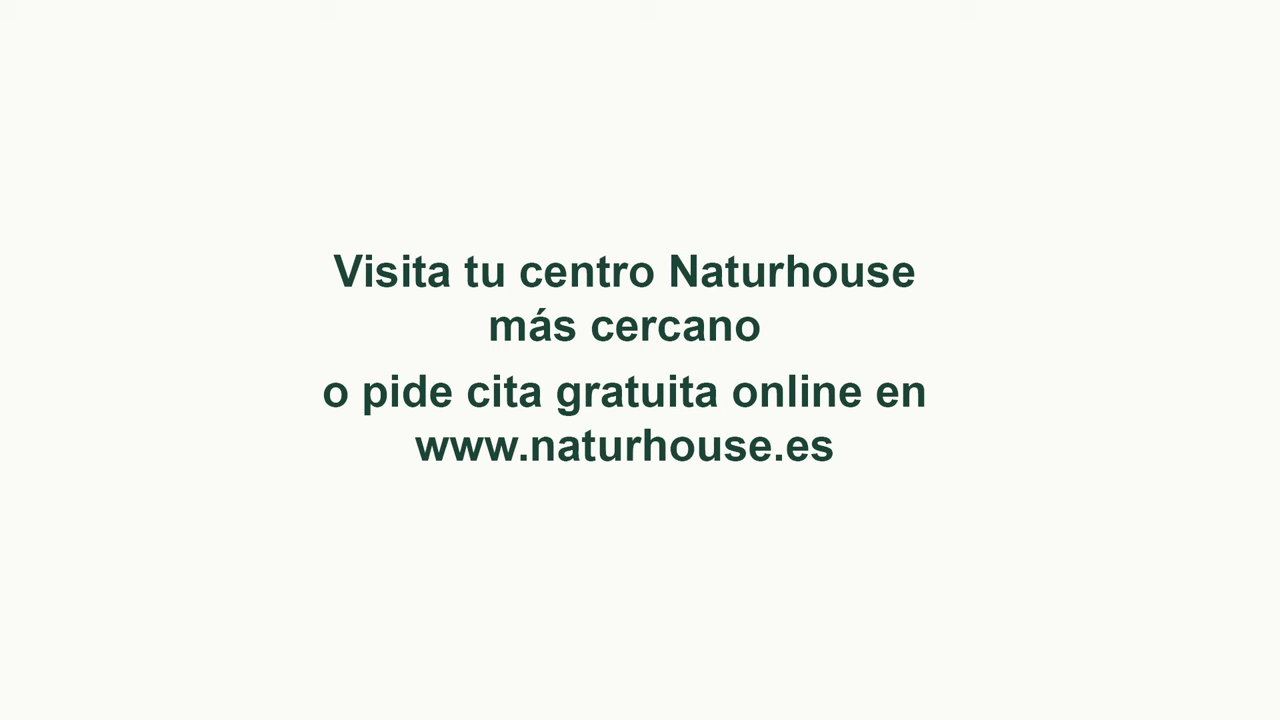 Visita tu centro Naturhouse
más cercano
o pide cita gratuita online en
www.naturhouse.es